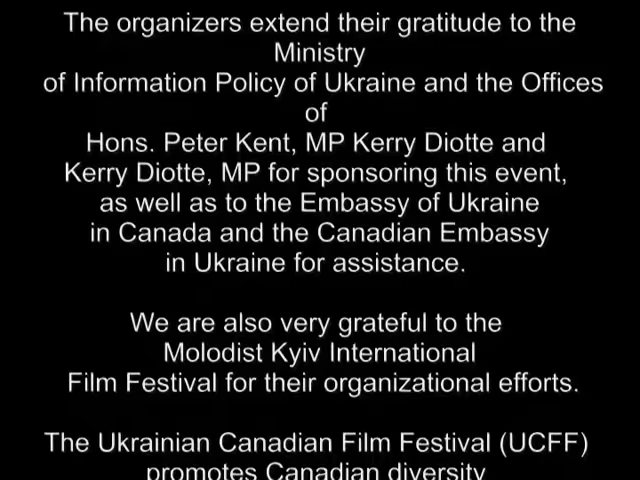 The organizers extend their gratitude to the
Ministry
of Information Policy of Ukraine and the Offices
of
Hons. Peter Kent, MP Kerry Diotte and
Kerry Diotte, MP for sponsoring this event,
as well as to the Embassy of Ukraine
in Canada and the Canadian Embassy
in Ukraine for assistance.
We are also very grateful to the
Molodist Kyiv International
Film Festival for their organizational efforts.
The Ukrainian Canadian Film Festival (UCFF)
promotes Canadian diversity